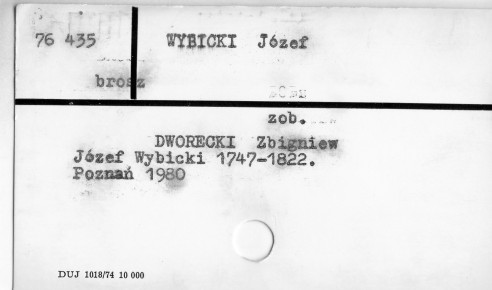 76 435 WYBICKI Józef
brosz
zob.
DWORECKI Zbigniew
Józef Wybicki 1747-1822.
Poznań 1980
DUJ 1018/74 10 000